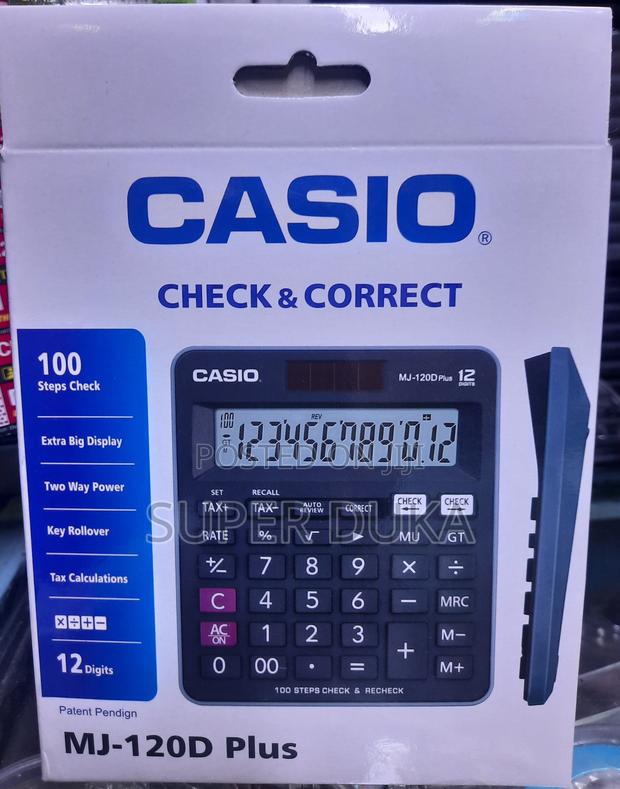 CASIO®
CHECK & CORRECT
100
Steps Check
Extra Big Display
Two Way Power
Key Rollover
Tax Calculations
× ÷ + −
12 Digits
CASIO
MJ-120D Plus 12
DIGITS
100 REV +
GT
123456789012
POSTED ON JIJI
SUPER DUKA
SET RECALL
TAX+ TAX− AUTO REVIEW CORRECT CHECK ← CHECK →
RATE % √ ▶ MU GT
+/− 7 8 9 × ÷
C 4 5 6 − MRC
AC ON 1 2 3 + M−
0 00 · = M+
100 STEPS CHECK & RECHECK
Patent Pendign
MJ-120D Plus